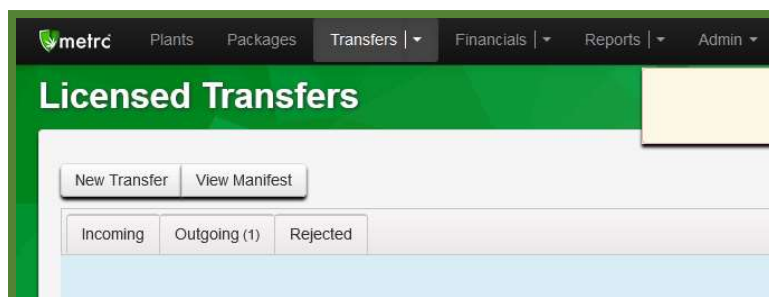 metrc Plants Packages Transfers | Financials | Reports | Admin
Licensed Transfers
New Transfer View Manifest
Incoming Outgoing (1) Rejected